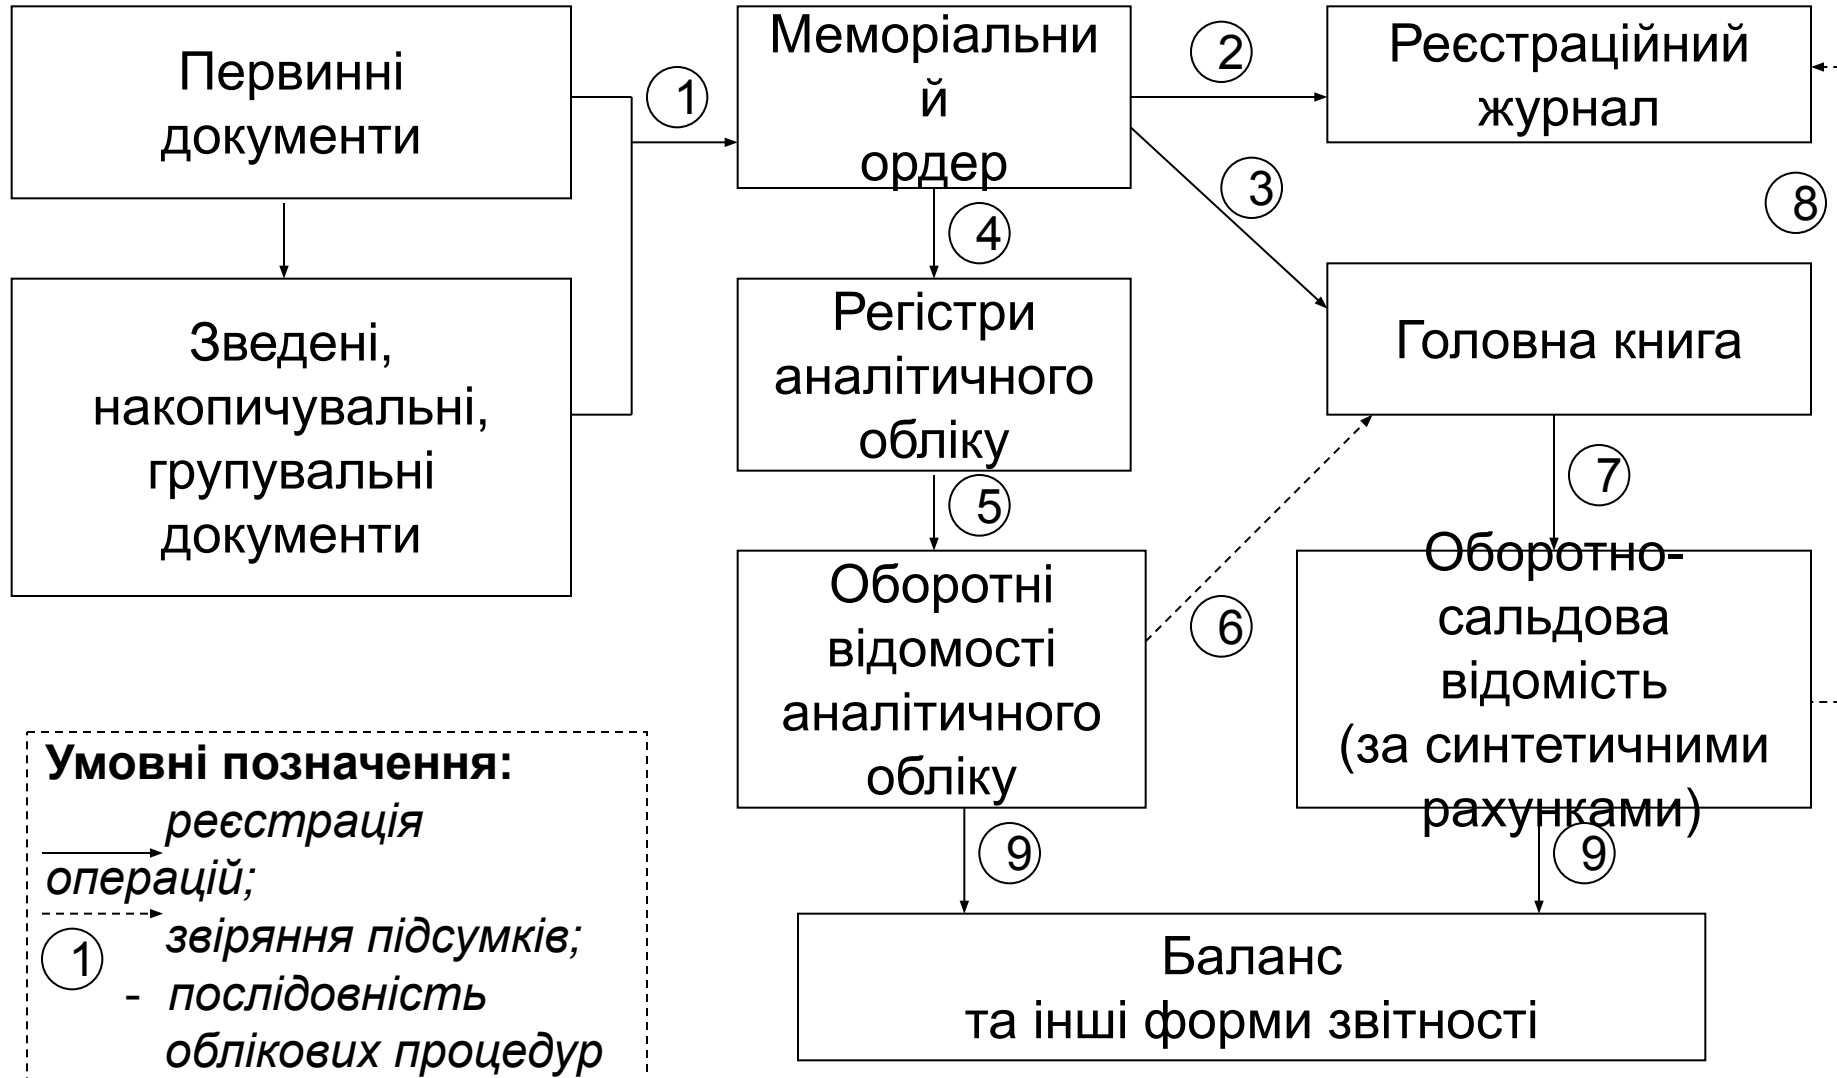 Первинні
документи
1
Меморіальни
й
ордер
2
Реєстраційний
журнал
3
8
4
Зведені,
накопичувальні,
групувальні
документи
Регістри
аналітичного
обліку
Головна книга
5
7
Оборотні
відомості
аналітичного
обліку
6
Оборотно-
сальдова
відомість
(за синтетичними
рахунками)
9
9
Баланс
та інші форми звітності
Умовні позначення:
реєстрація
операцій;
звіряння підсумків;
1
- послідовність
облікових процедур